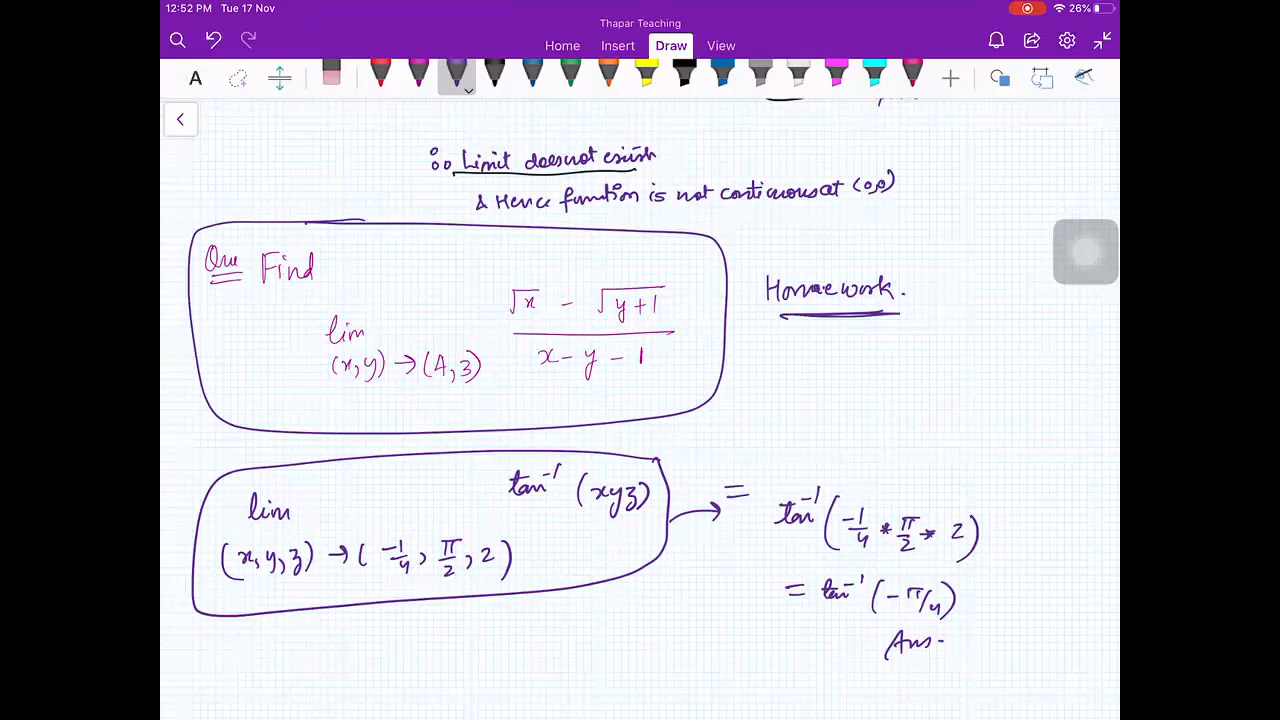 12:52 PM Tue 17 Nov
26%
Thapar Teaching
Home Insert Draw View
A
∴ Limit does not exist
& Hence function is not continuous at (0,0)
Que Find
lim (x,y) → (4,3) (√x − √(y+1)) / (x − y − 1)
Homework.
lim (x,y,z) → (-1/4, π/2, 2) tan⁻¹ (xyz)
= tan⁻¹ (-1/4 * π/2 * 2)
= tan⁻¹ (-π/4)
Ans.